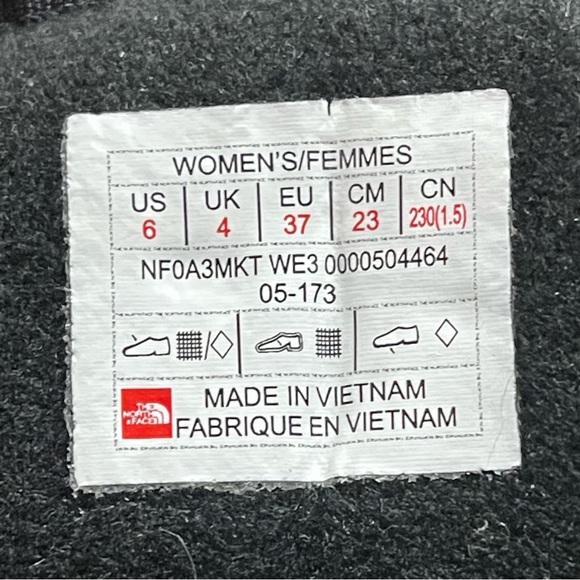 WOMEN'S/FEMMES
US UK EU CM CN
6 4 37 23 230(1.5)
NF0A3MKT WE3 0000504464
05-173
THE
NORTH
FACE
MADE IN VIETNAM
FABRIQUE EN VIETNAM